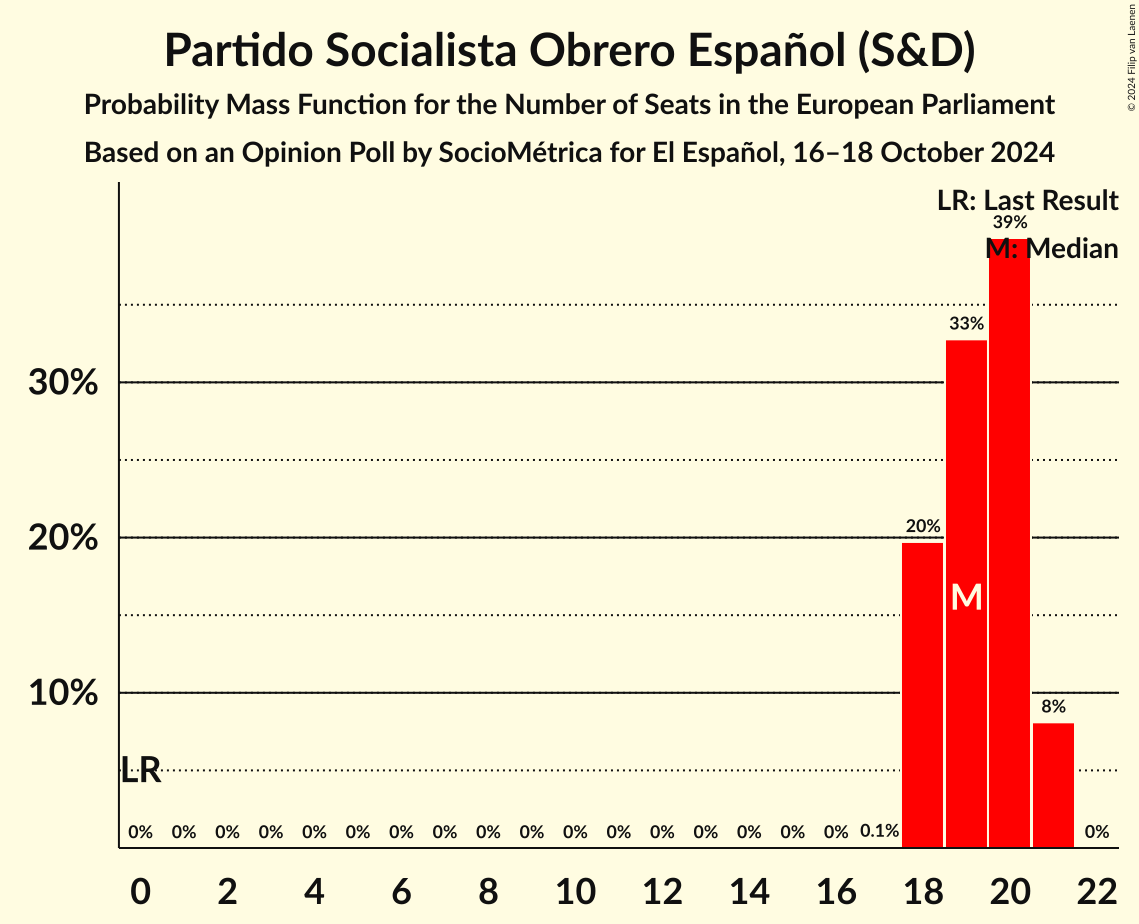 Partido Socialista Obrero Español (S&D)
Probability Mass Function for the Number of Seats in the European Parliament
Based on an Opinion Poll by SocioMétrica for El Español, 16–18 October 2024
© 2024 Filip van Laenen
LR: Last Result
M: Median
39%
33%
30%
20%
20%
M
10%
8%
LR
0% 0% 0% 0% 0% 0% 0% 0% 0% 0% 0% 0% 0% 0% 0% 0% 0% 0.1% 0%
0 2 4 6 8 10 12 14 16 18 20 22